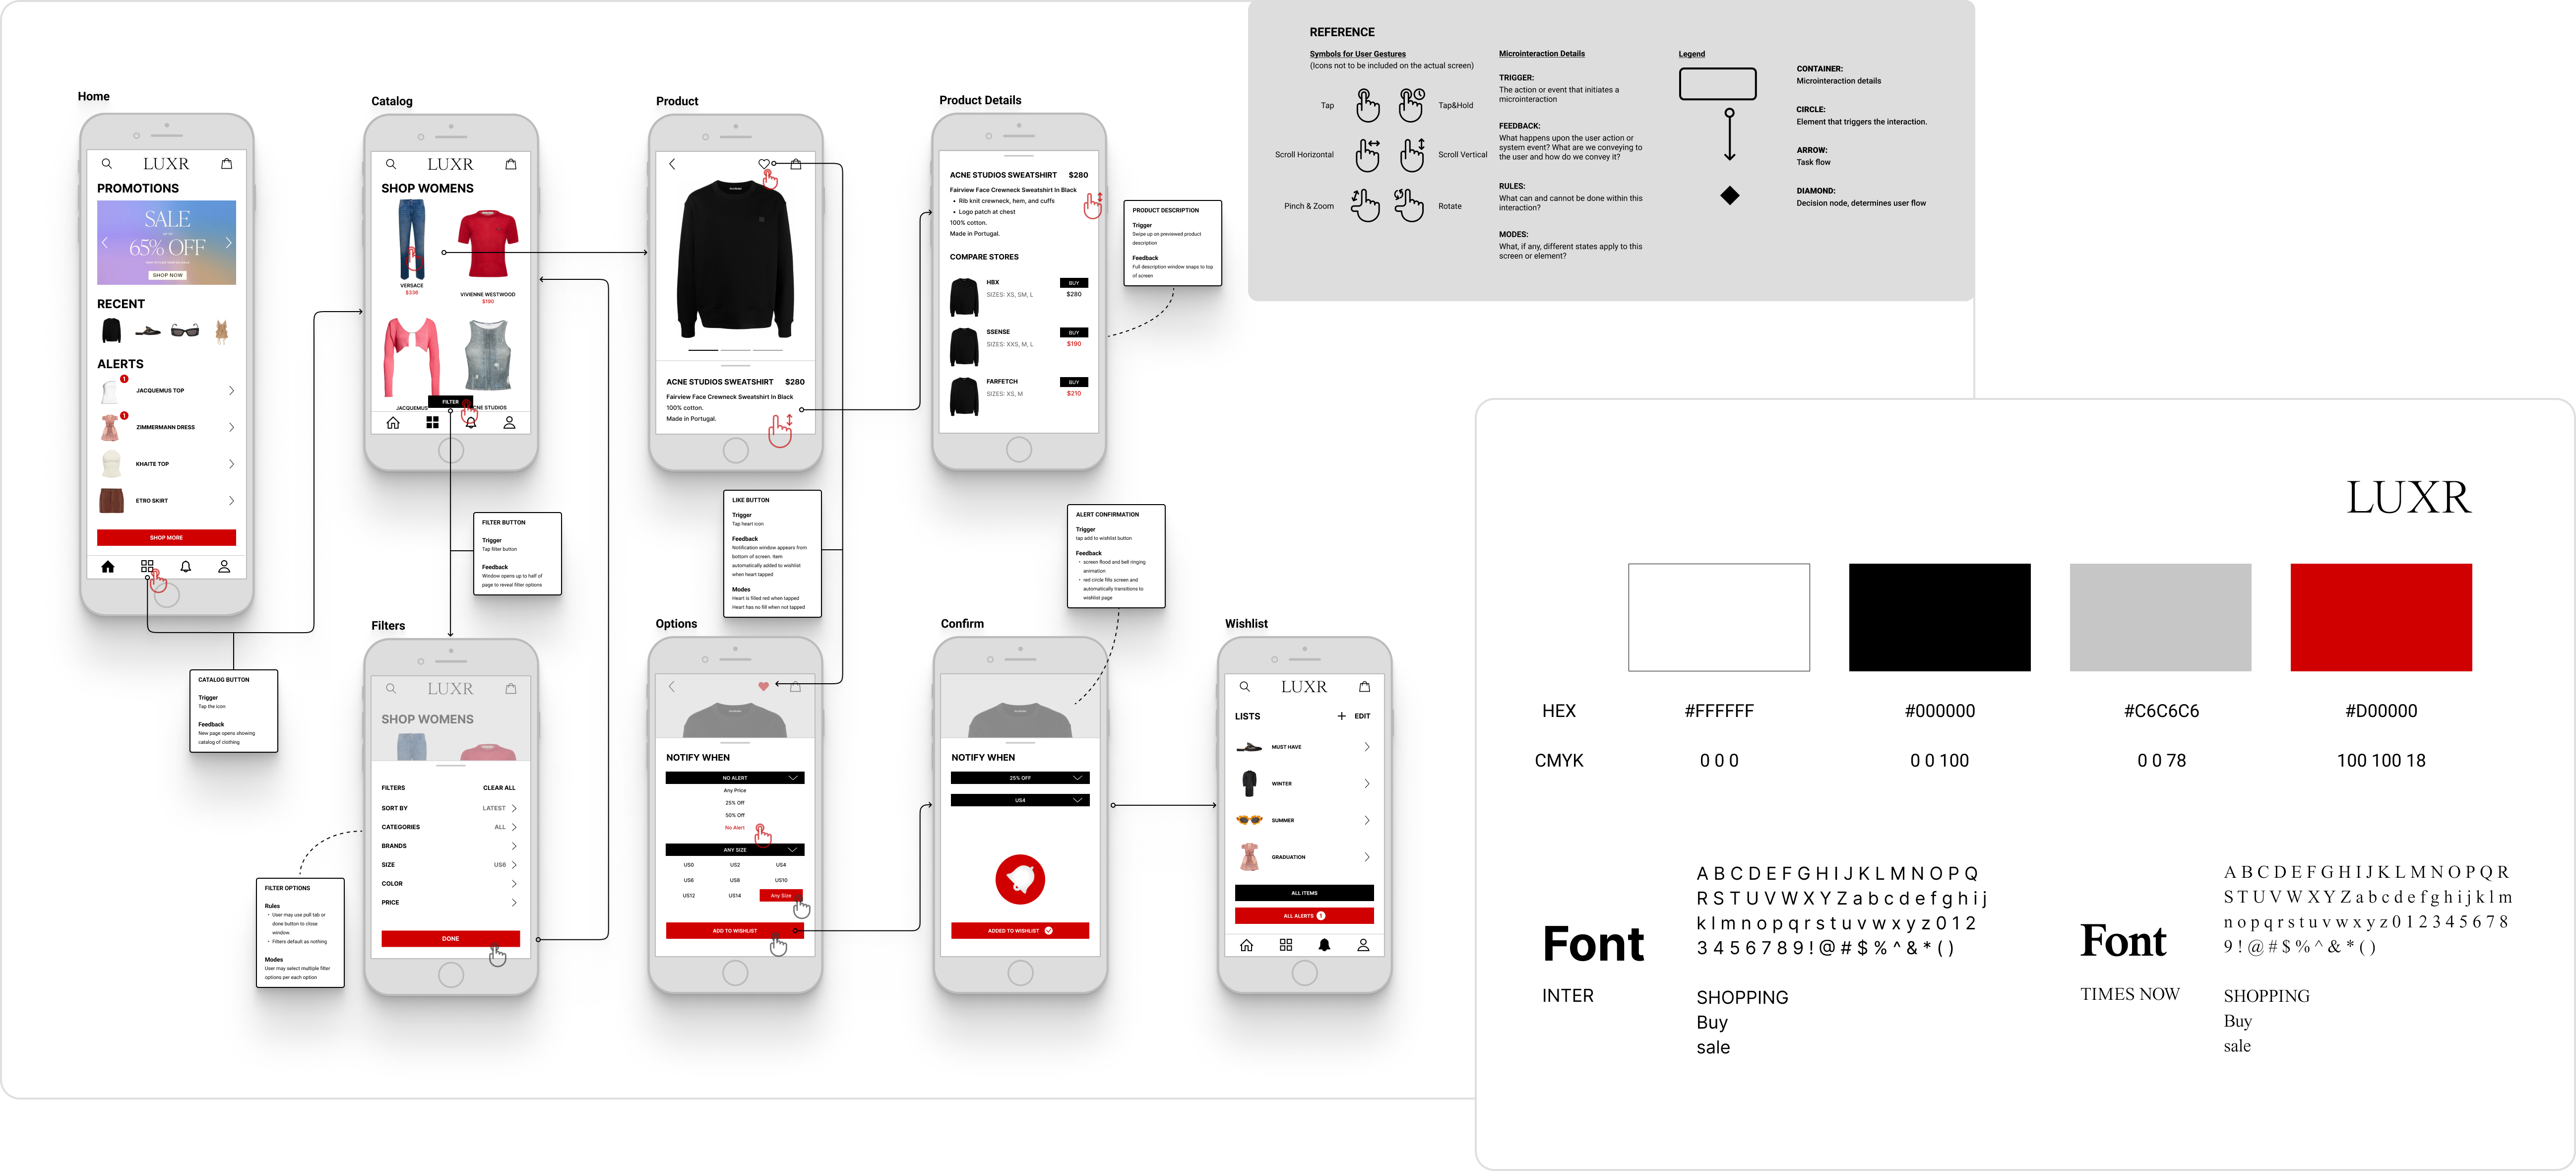 Home
LUXR
PROMOTIONS
SALE
65% OFF
SHOP NOW
RECENT
ALERTS
1
JACQUEMUS TOP
1
ZIMMERMANN DRESS
KHAITE TOP
ETRO SKIRT
SHOP MORE
CATALOG BUTTON
Trigger
Tap the icon
Feedback
New page opens showing
catalog of clothing
Catalog
LUXR
SHOP WOMENS
VERSACE
$336
VIVIENNE WESTWOOD
$190
JACQUEMUS
FILTER
ACNE STUDIOS
FILTER BUTTON
Trigger
Tap filter button
Feedback
Window opens up to half of
page to reveal filter options
Product
ACNE STUDIOS SWEATSHIRT $280
Fairview Face Crewneck Sweatshirt In Black
100% cotton.
Made in Portugal.
LIKE BUTTON
Trigger
Tap heart icon
Feedback
Notification window appears from
bottom of screen. Item
automatically added to wishlist
when heart tapped
Modes
Heart is filled red when tapped
Heart has no fill when not tapped
Product Details
ACNE STUDIOS SWEATSHIRT $280
Fairview Face Crewneck Sweatshirt In Black
• Rib knit crewneck, hem, and cuffs
• Logo patch at chest
100% cotton.
Made in Portugal.
COMPARE STORES
HBX BUY
SIZES: XS, SM, L $280
SSENSE BUY
SIZES: XXS, M, L $190
FARFETCH BUY
SIZES: XS, M $210
PRODUCT DESCRIPTION
Trigger
Swipe up on previewed product
description
Feedback
Full description window snaps to top
of screen
Filters
LUXR
SHOP WOMENS
FILTERS CLEAR ALL
SORT BY LATEST
CATEGORIES ALL
BRANDS
SIZE US6
COLOR
PRICE
DONE
FILTER OPTIONS
Rules
• User may use pull tab or
done button to close
window.
• Filters default as nothing
Modes
User may select multiple filter
options per each option
Options
NOTIFY WHEN
NO ALERT
Any Price
25% Off
50% Off
No Alert
ANY SIZE
US0 US2 US4
US6 US8 US10
US12 US14 Any Size
ADD TO WISHLIST
Confirm
NOTIFY WHEN
25% OFF
US4
ADDED TO WISHLIST
ALERT CONFIRMATION
Trigger
tap add to wishlist button
Feedback
• screen flood and bell ringing
animation
• red circle fills screen and
automatically transitions to
wishlist page
Wishlist
LUXR
LISTS + EDIT
MUST HAVE
WINTER
SUMMER
GRADUATION
ALL ITEMS
ALL ALERTS 1
REFERENCE
Symbols for User Gestures
(Icons not to be included on the actual screen)
Tap Tap&Hold
Scroll Horizontal Scroll Vertical
Pinch & Zoom Rotate
Microinteraction Details
TRIGGER:
The action or event that initiates a
microinteraction
FEEDBACK:
What happens upon the user action or
system event? What are we conveying to
the user and how do we convey it?
RULES:
What can and cannot be done within this
interaction?
MODES:
What, if any, different states apply to this
screen or element?
Legend
CONTAINER:
Microinteraction details
CIRCLE:
Element that triggers the interaction.
ARROW:
Task flow
DIAMOND:
Decision node, determines user flow
LUXR
HEX #FFFFFF #000000 #C6C6C6 #D00000
CMYK 0 0 0 0 0 100 0 0 78 100 100 18
Font
INTER
A B C D E F G H I J K L M N O P Q
R S T U V W X Y Z a b c d e f g h i j
k l m n o p q r s t u v w x y z 0 1 2
3 4 5 6 7 8 9 ! @ # $ % ^ & * ( )
SHOPPING
Buy
sale
Font
TIMES NOW
A B C D E F G H I J K L M N O P Q R
S T U V W X Y Z a b c d e f g h i j k l m
n o p q r s t u v w x y z 0 1 2 3 4 5 6 7 8
9 ! @ # $ % ^ & * ( )
SHOPPING
Buy
sale